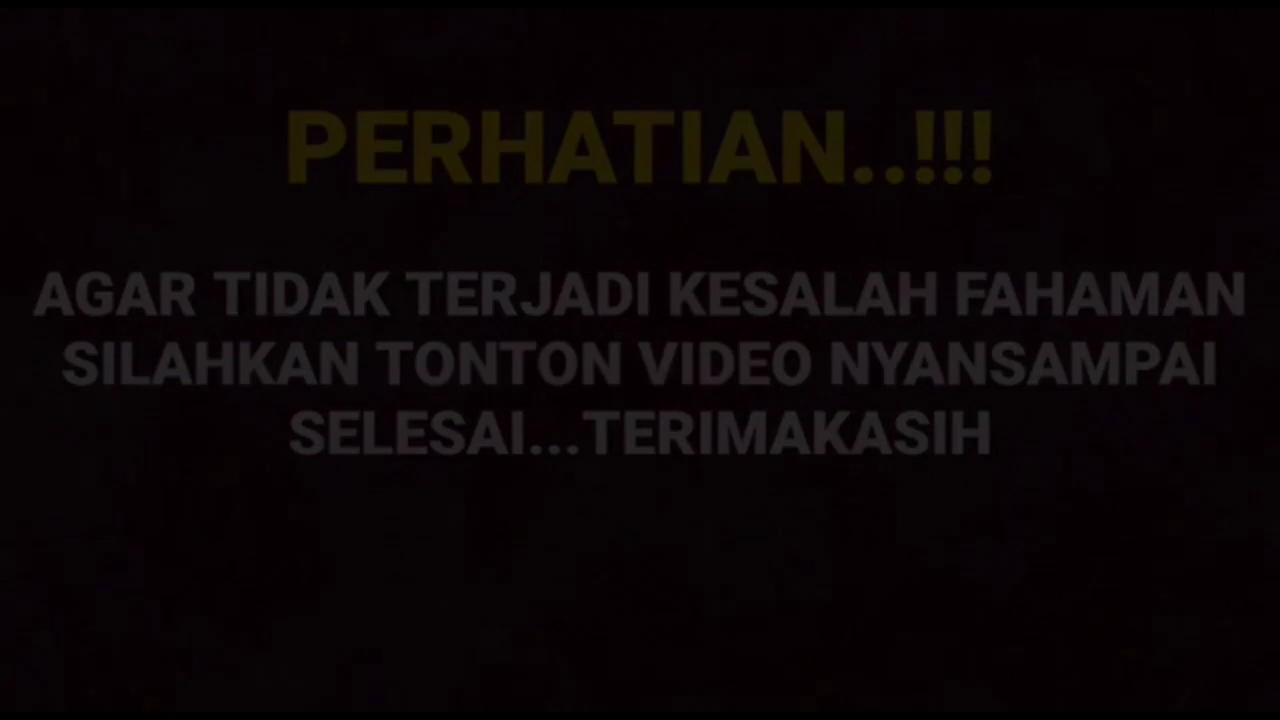 PERHATIAN..!!!
AGAR TIDAK TERJADI KESALAH FAHAMAN
SILAHKAN TONTON VIDEO NYANSAMPAI
SELESAI...TERIMAKASIH